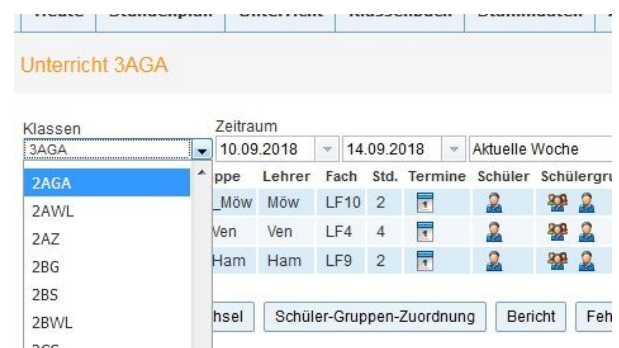 Heute Stundenplan Unterricht Klassenbuch Stammdaten
Unterricht 3AGA
Klassen Zeitraum
3AGA 10.09.2018 14.09.2018 Aktuelle Woche
ppe Lehrer Fach Std. Termine Schüler Schülergru
2AGA
_Möw Möw LF10 2
2AWL
Ven Ven LF4 4
2AZ
Ham Ham LF9 2
2BG
2BS
2BWL
hsel Schüler-Gruppen-Zuordnung Bericht Feh